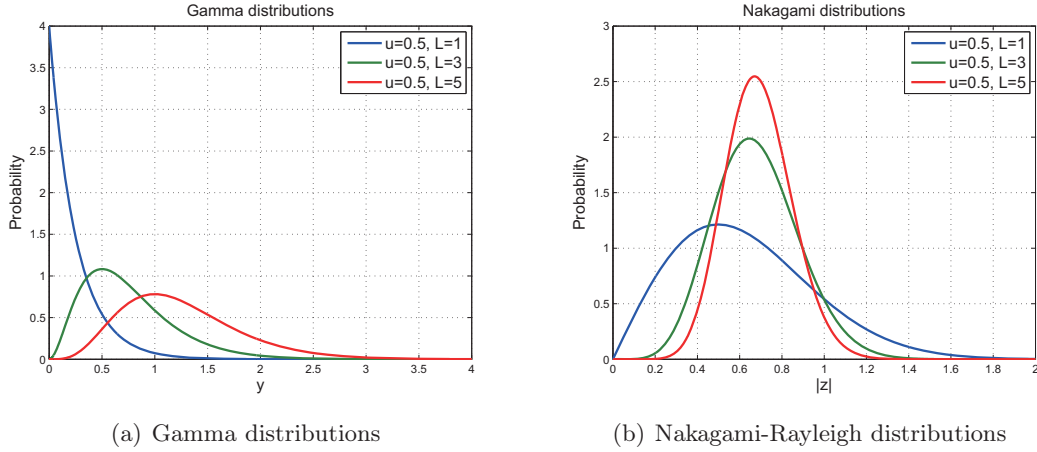 Gamma distributions
4
3.5
3
2.5
2
1.5
1
0.5
0
Probability
u=0.5, L=1
u=0.5, L=3
u=0.5, L=5
0 0.5 1 1.5 2 2.5 3 3.5 4
y
(a) Gamma distributions
Nakagami distributions
3
2.5
2
1.5
1
0.5
0
Probability
u=0.5, L=1
u=0.5, L=3
u=0.5, L=5
0 0.2 0.4 0.6 0.8 1 1.2 1.4 1.6 1.8 2
|z|
(b) Nakagami-Rayleigh distributions